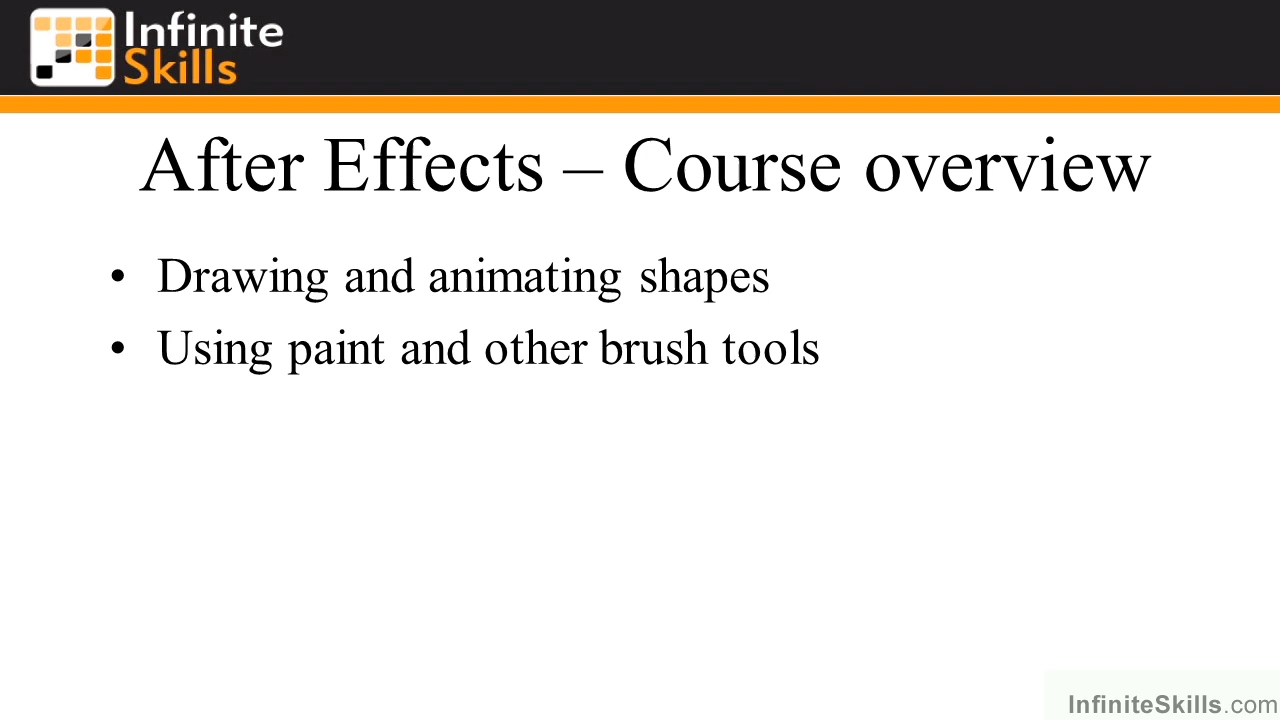 Infinite
Skills
After Effects – Course overview
• Drawing and animating shapes
• Using paint and other brush tools
InfiniteSkills.com